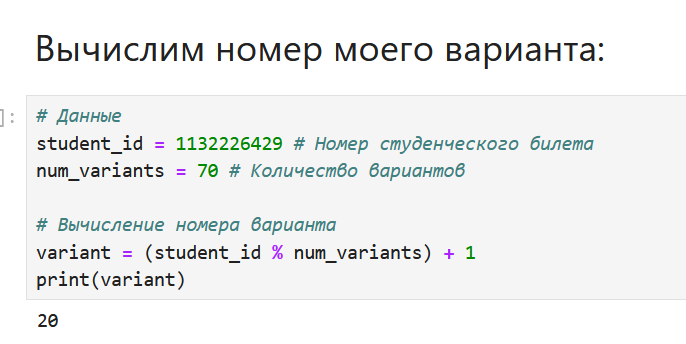 Вычислим номер моего варианта:
]:
# Данные
student_id = 1132226429 # Номер студенческого билета
num_variants = 70 # Количество вариантов
# Вычисление номера варианта
variant = (student_id % num_variants) + 1
print(variant)
20